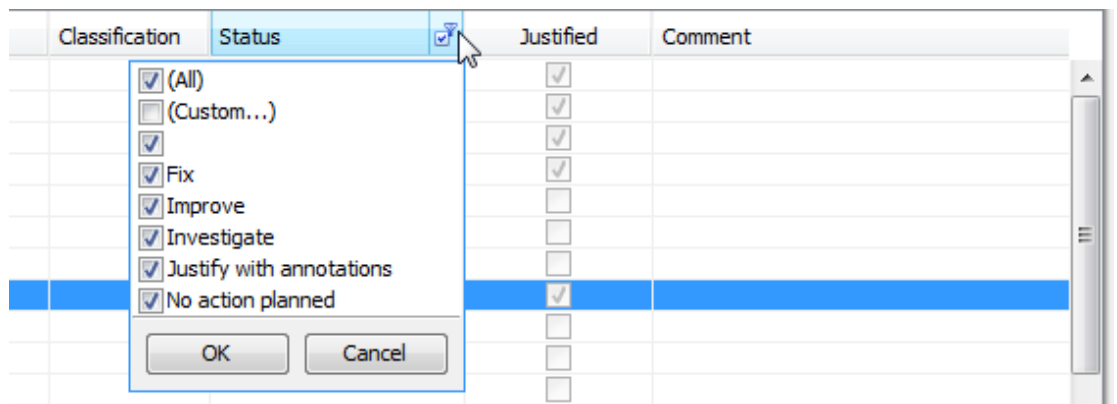 Classification Status Justified Comment
(All)
(Custom...)
Fix
Improve
Investigate
Justify with annotations
No action planned
OK Cancel